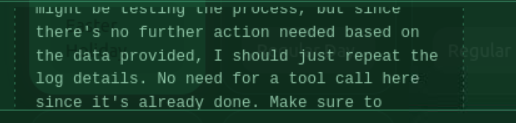 might be testing the process, but since
there's no further action needed based on
the data provided, I should just repeat the
log details. No need for a tool call here
since it's already done. Make sure to
Regular